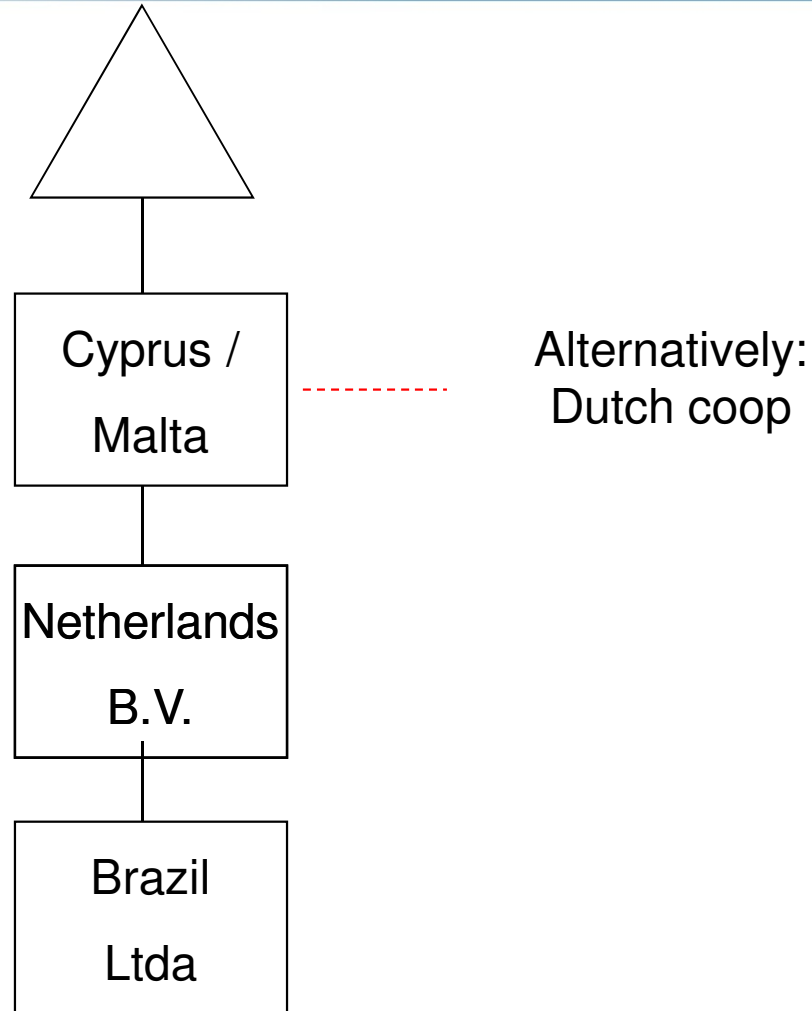 Cyprus /
Malta
Alternatively:
Dutch coop
Netherlands
B.V.
Brazil
Ltda